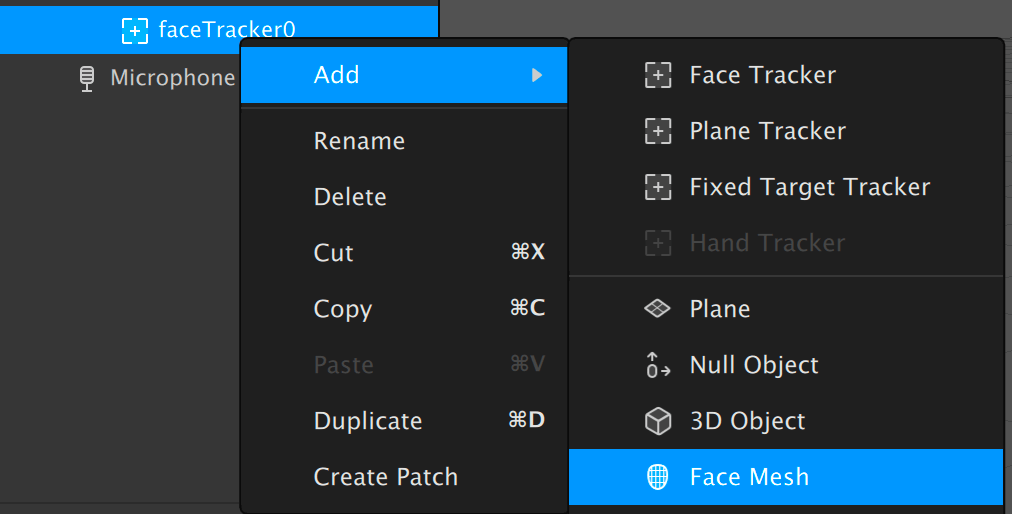 faceTracker0
Microphone
Add
Rename
Delete
Cut ⌘X
Copy ⌘C
Paste ⌘V
Duplicate ⌘D
Create Patch
Face Tracker
Plane Tracker
Fixed Target Tracker
Hand Tracker
Plane
Null Object
3D Object
Face Mesh